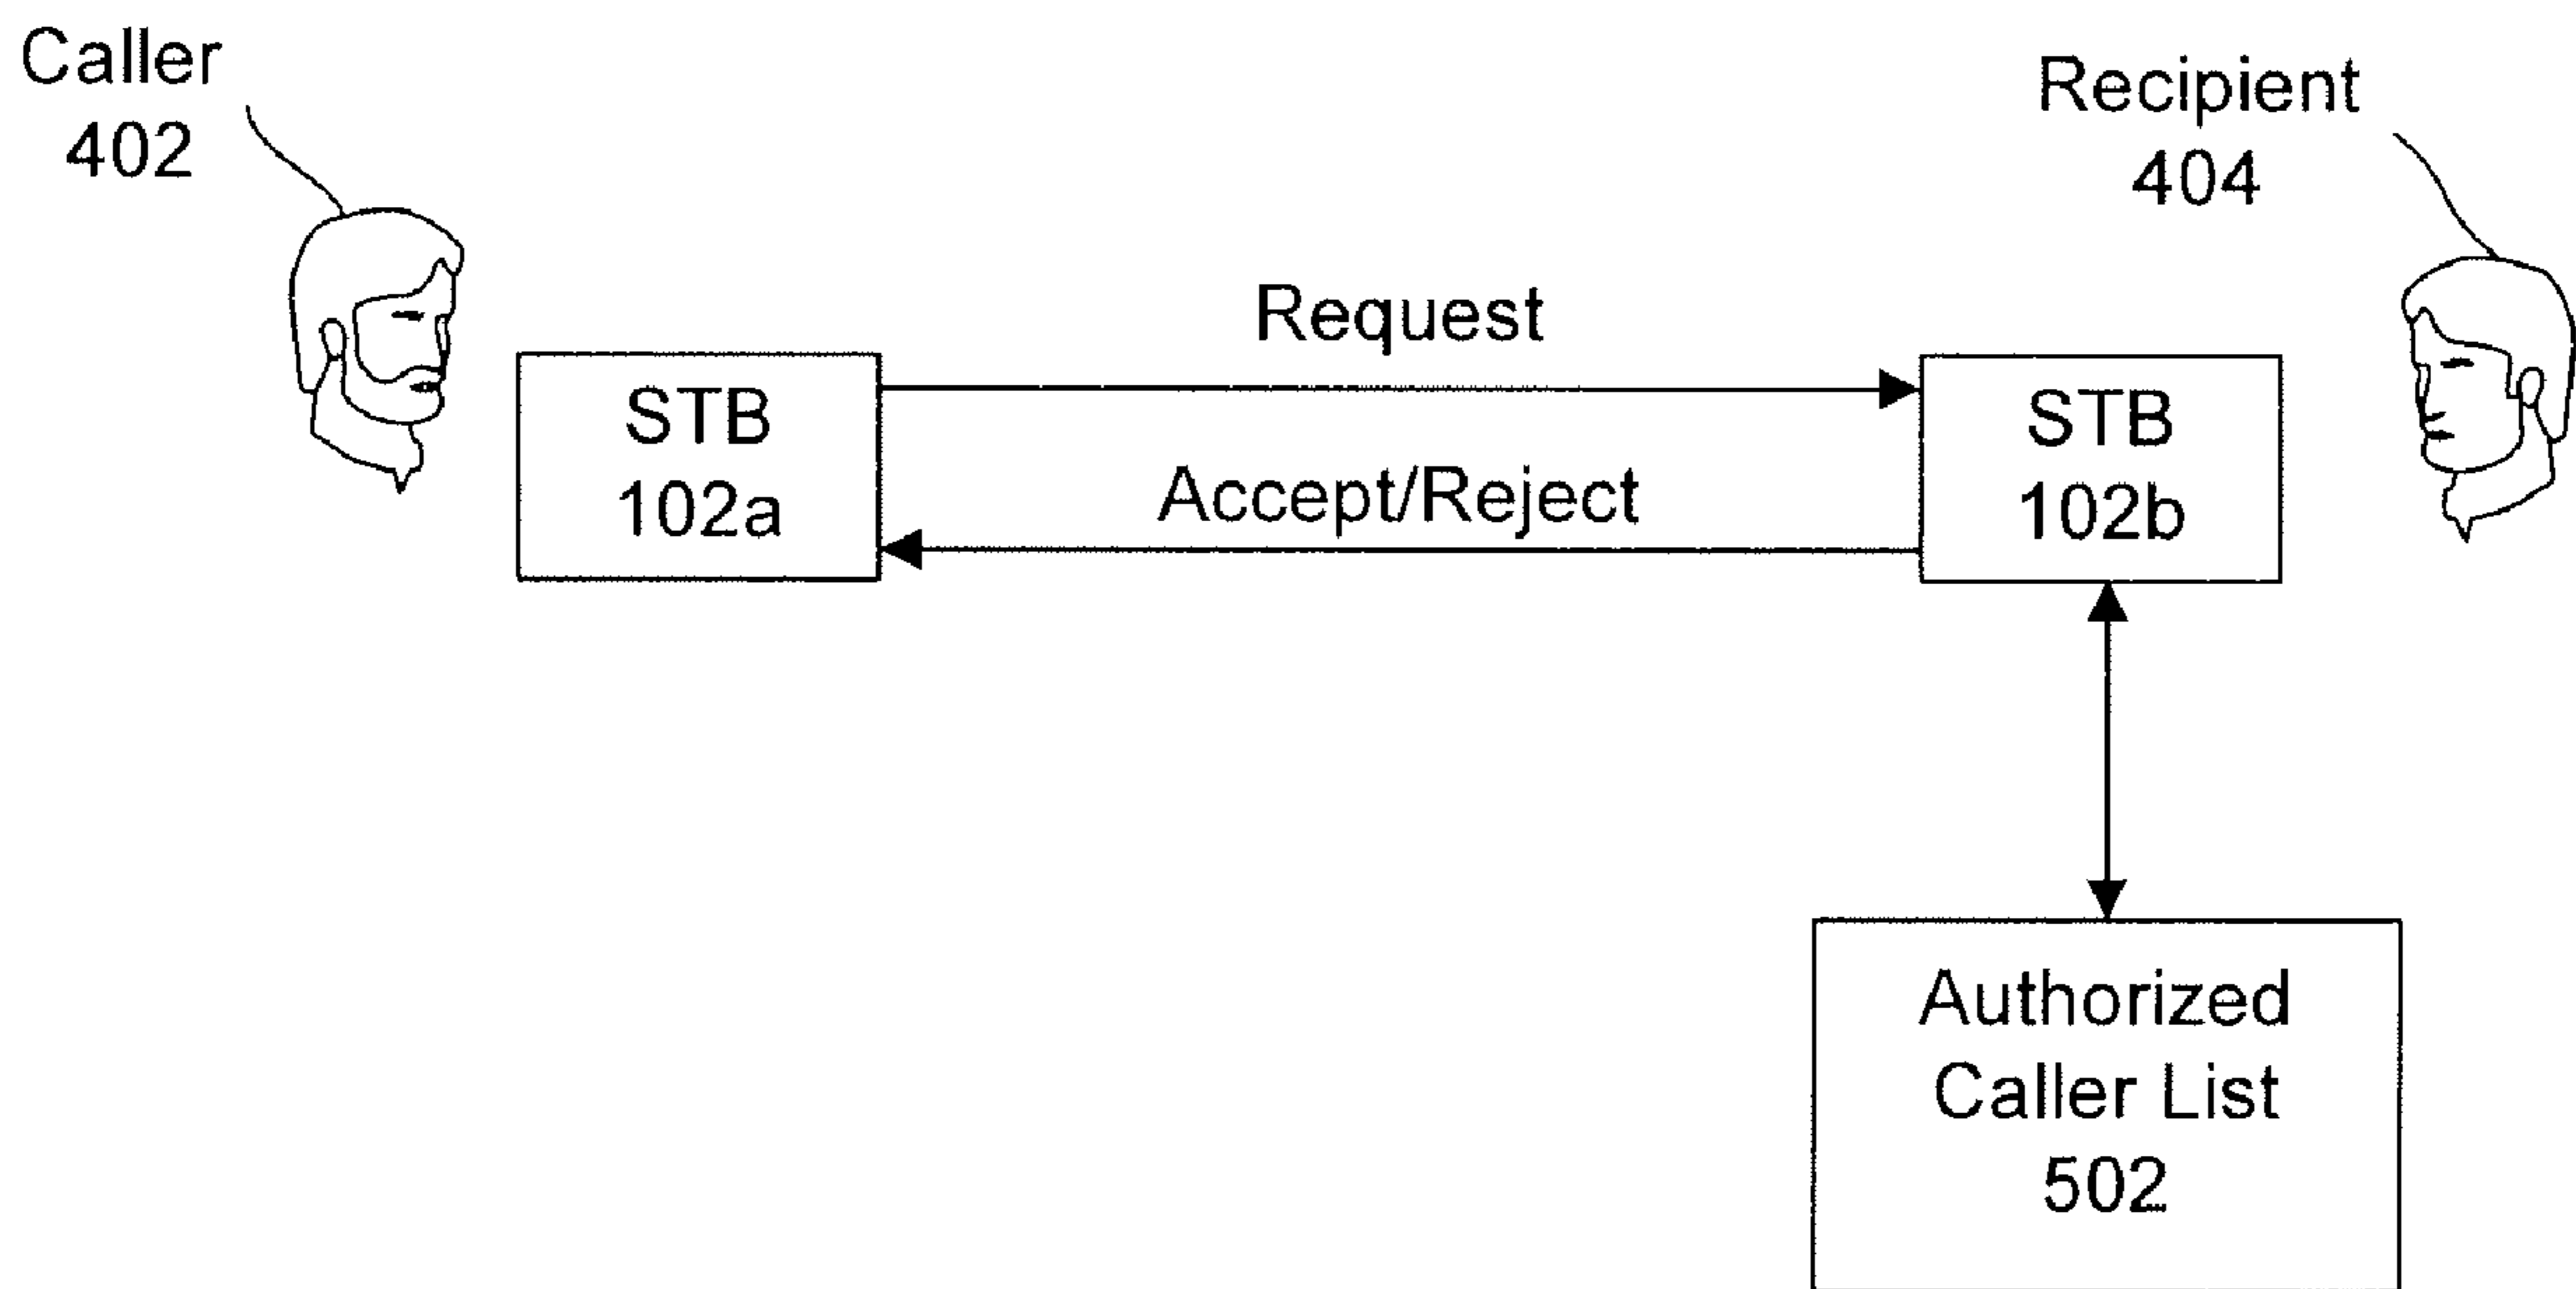 Caller
402
Recipient
404
Request
STB
102a
Accept/Reject
STB
102b
Authorized
Caller List
502